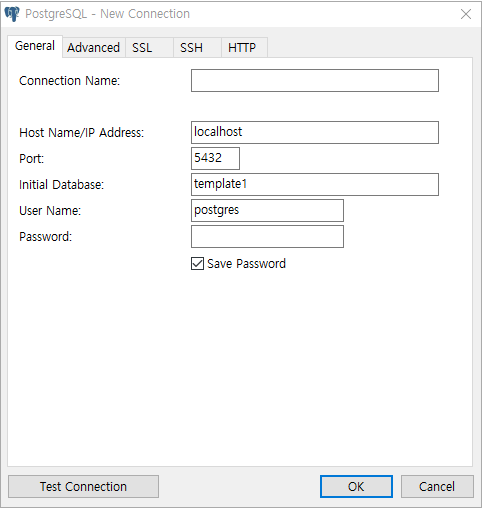 PostgreSQL - New Connection
General Advanced SSL SSH HTTP
Connection Name:
Host Name/IP Address: localhost
Port: 5432
Initial Database: template1
User Name: postgres
Password:
Save Password
Test Connection OK Cancel